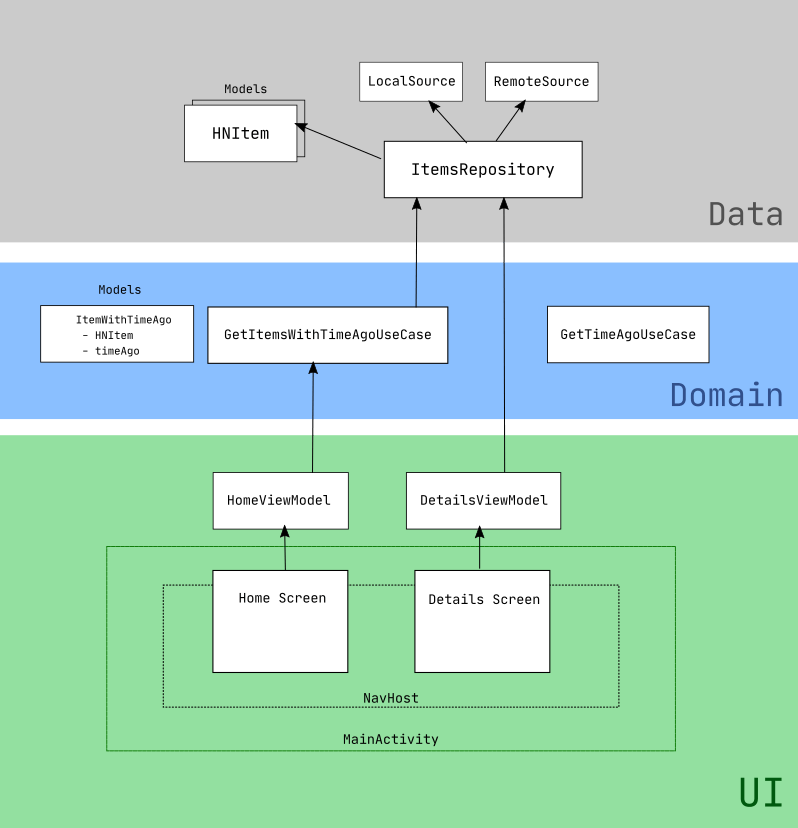 LocalSource
RemoteSource
Models
HNItem
ItemsRepository
Data
Models
ItemWithTimeAgo
- HNItem
- timeAgo
GetItemsWithTimeAgoUseCase
GetTimeAgoUseCase
Domain
HomeViewModel
DetailsViewModel
Home Screen
Details Screen
NavHost
MainActivity
UI